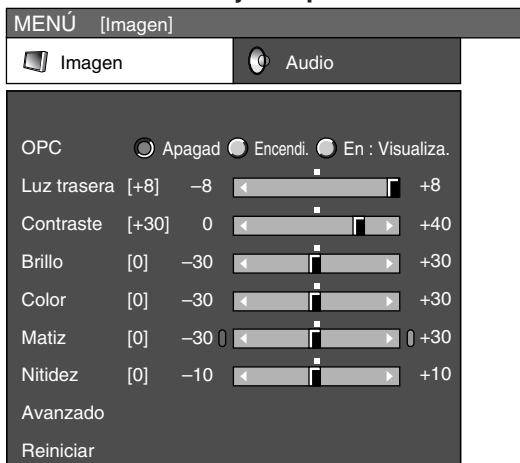 MENÚ [Imagen]
Imagen
Audio
OPC Apagad Encendi. En : Visualiza.
Luz trasera [+8] –8 +8
Contraste [+30] 0 +40
Brillo [0] –30 +30
Color [0] –30 +30
Matiz [0] –30 +30
Nitidez [0] –10 +10
Avanzado
Reiniciar